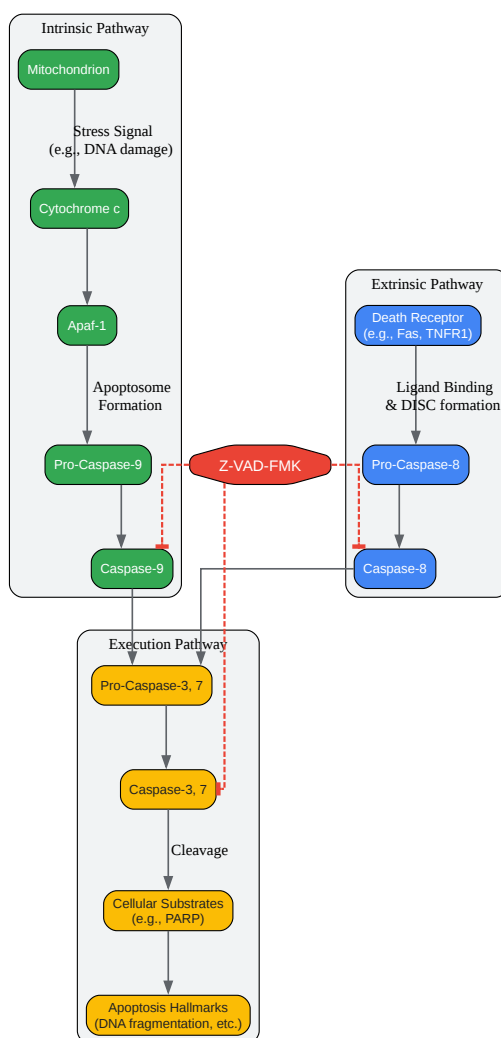 Intrinsic Pathway
Mitochondrion
Stress Signal
(e.g., DNA damage)
Cytochrome c
Apaf-1
Apoptosome
Formation
Pro-Caspase-9
Caspase-9
Extrinsic Pathway
Death Receptor
(e.g., Fas, TNFR1)
Ligand Binding
& DISC formation
Pro-Caspase-8
Caspase-8
Z-VAD-FMK
Execution Pathway
Pro-Caspase-3, 7
Caspase-3, 7
Cleavage
Cellular Substrates
(e.g., PARP)
Apoptosis Hallmarks
(DNA fragmentation, etc.)